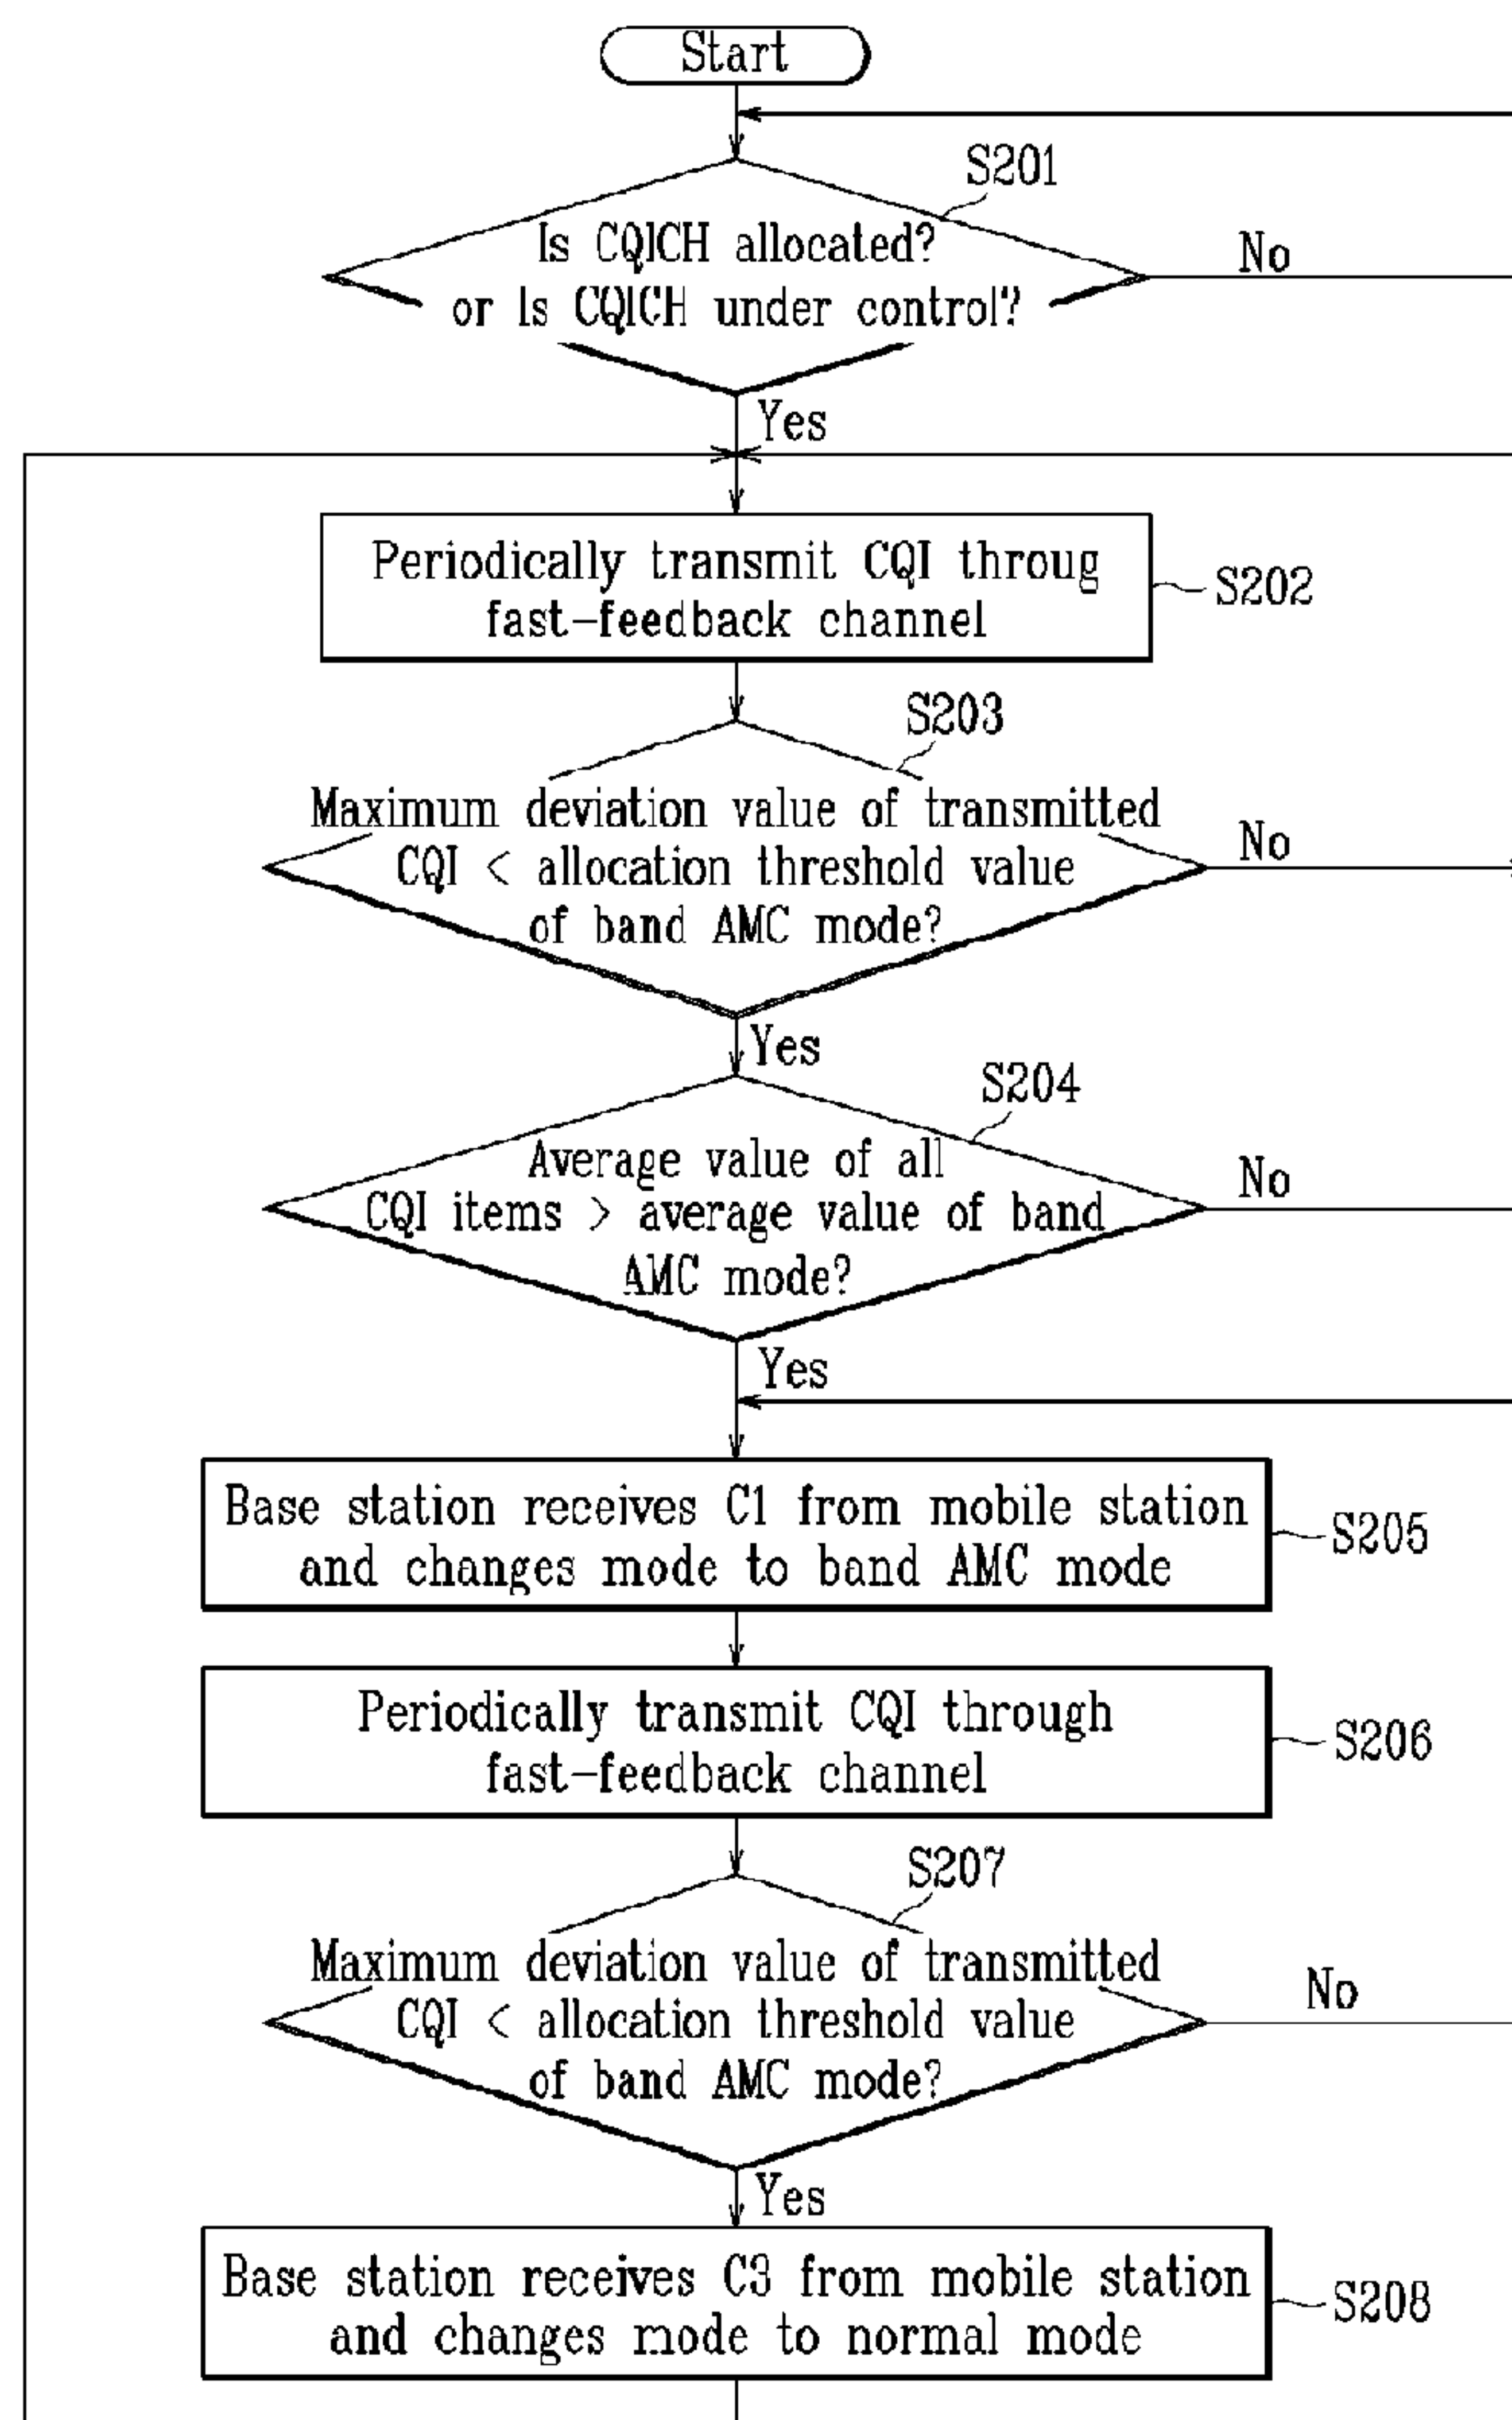 Start
S201
Is CQICH allocated?
or Is CQICH under control?
No
Yes
Periodically transmit CQI throug
fast-feedback channel
S202
S203
Maximum deviation value of transmitted
CQI < allocation threshold value
of band AMC mode?
No
Yes
S204
Average value of all
CQI items > average value of band
AMC mode?
No
Yes
Base station receives C1 from mobile station
and changes mode to band AMC mode
S205
Periodically transmit CQI through
fast-feedback channel
S206
S207
Maximum deviation value of transmitted
CQI < allocation threshold value
of band AMC mode?
No
Yes
Base station receives C3 from mobile station
and changes mode to normal mode
S208